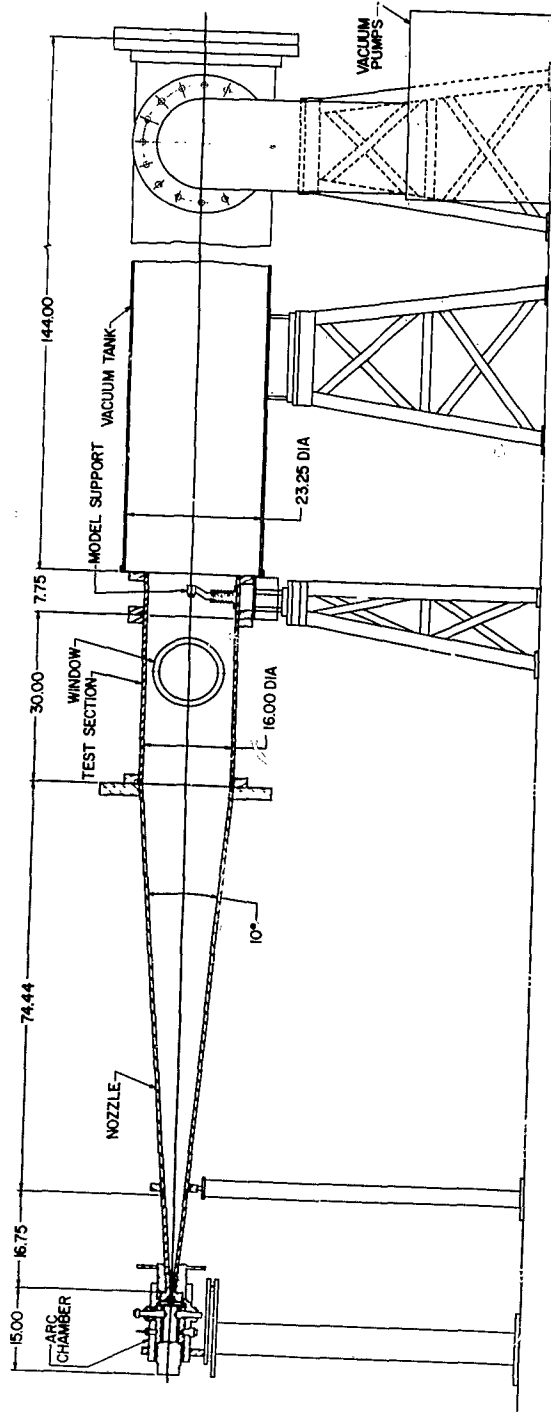 15.00
16.75
74.44
30.00
7.75
144.00
ARC
CHAMBER
NOZZLE
10°
TEST SECTION
WINDOW
16.00 DIA
MODEL SUPPORT
VACUUM TANK
23.25 DIA
VACUUM
PUMPS